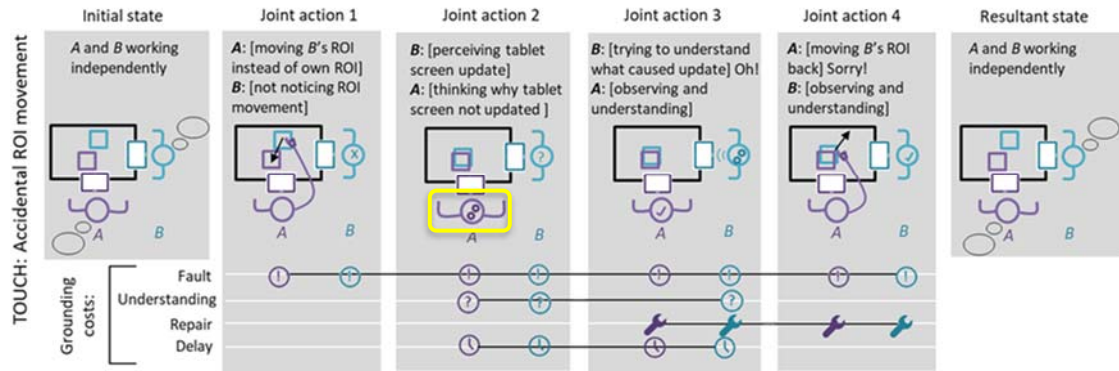 Initial state
Joint action 1
Joint action 2
Joint action 3
Joint action 4
Resultant state
TOUCH: Accidental ROI movement
A and B working
independently
A: [moving B's ROI
instead of own ROI]
B: [not noticing ROI
movement]
B: [perceiving tablet
screen update]
A: [thinking why tablet
screen not updated ]
B: [trying to understand
what caused update] Oh!
A: [observing and
understanding]
A: [moving B's ROI
back] Sorry!
B: [observing and
understanding]
A and B working
independently
A B
A B
A B
A B
A B
A B
Grounding
costs:
Fault
Understanding
Repair
Delay